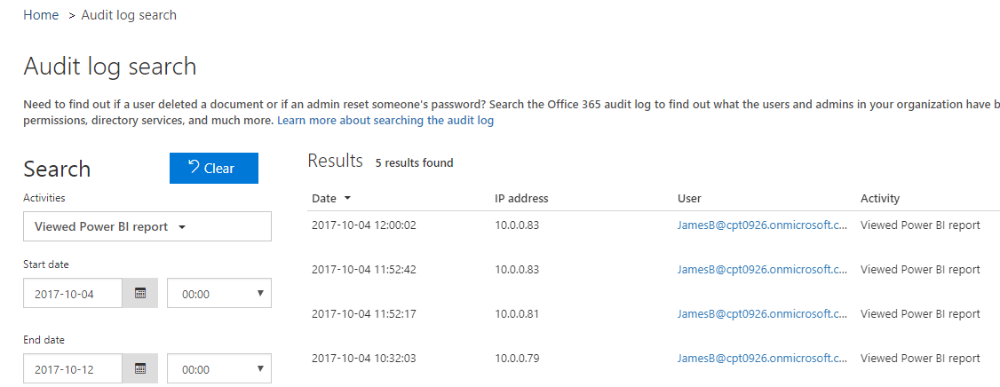 Home > Audit log search
Audit log search
Need to find out if a user deleted a document or if an admin reset someone's password? Search the Office 365 audit log to find out what the users and admins in your organization have b
permissions, directory services, and much more. Learn more about searching the audit log
Search
Clear
Activities
Viewed Power BI report
Start date
2017-10-04 00:00
End date
2017-10-12 00:00
Results 5 results found
Date IP address User Activity
2017-10-04 12:00:02 10.0.0.83 JamesB@cpt0926.onmicrosoft.c... Viewed Power BI report
2017-10-04 11:52:42 10.0.0.83 JamesB@cpt0926.onmicrosoft.c... Viewed Power BI report
2017-10-04 11:52:17 10.0.0.81 JamesB@cpt0926.onmicrosoft.c... Viewed Power BI report
2017-10-04 10:32:03 10.0.0.79 JamesB@cpt0926.onmicrosoft.c... Viewed Power BI report